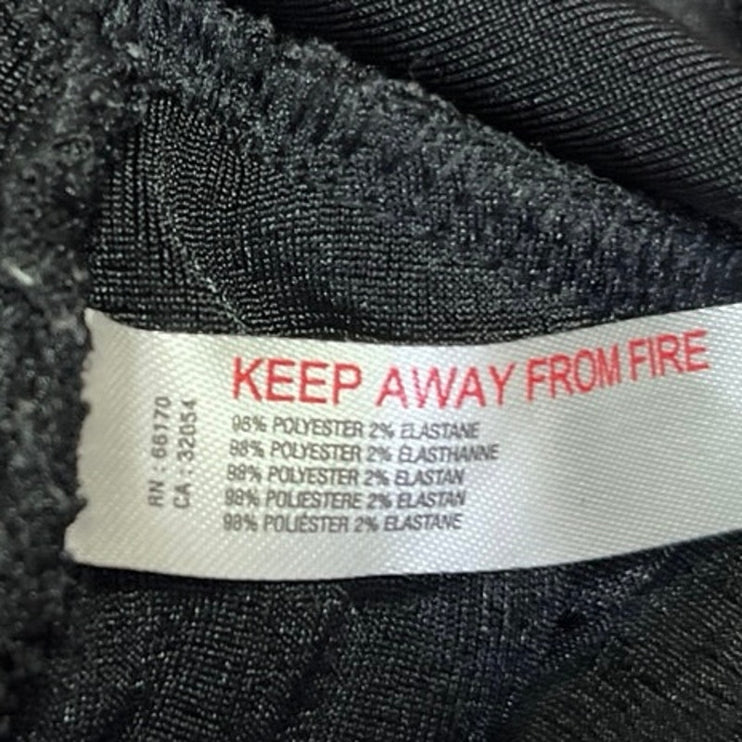 KEEP AWAY FROM FIRE
98% POLYESTER 2% ELASTANE
98% POLYESTER 2% ÉLASTHANNE
98% POLYESTER 2% ELASTAN
98% POLIESTERE 2% ELASTAN
98% POLIÉSTER 2% ELASTANE
RN : 66170
CA : 32054